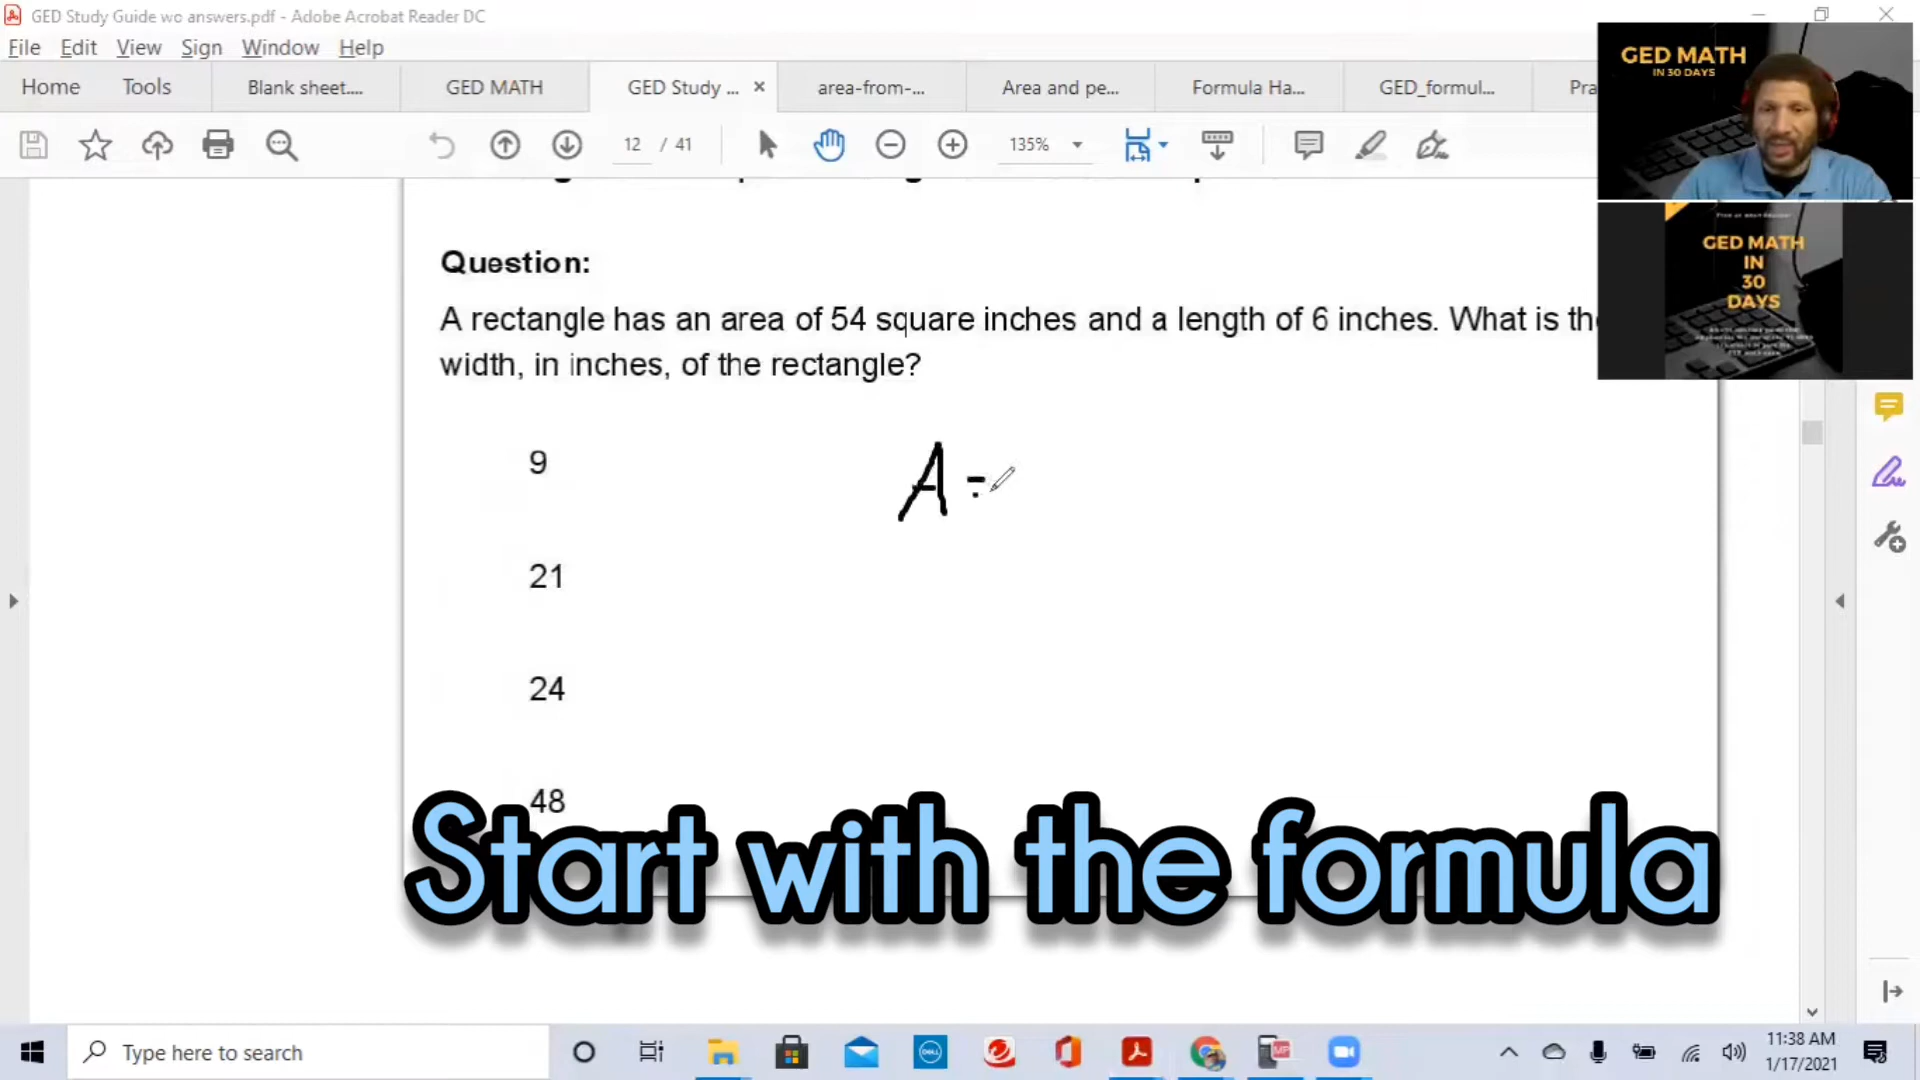 GED Study Guide wo answers.pdf - Adobe Acrobat Reader DC
File Edit View Sign Window Help
Home Tools Blank sheet.... GED MATH GED Study ... × area-from-... Area and pe... Formula Ha... GED_formul... Pra
12 / 41 135%
GED MATH
IN 30 DAYS
GED MATH
IN
30
DAYS
Question:
A rectangle has an area of 54 square inches and a length of 6 inches. What is the
width, in inches, of the rectangle?
9
A =
21
24
48
Start with the formula
Type here to search
11:38 AM
1/17/2021